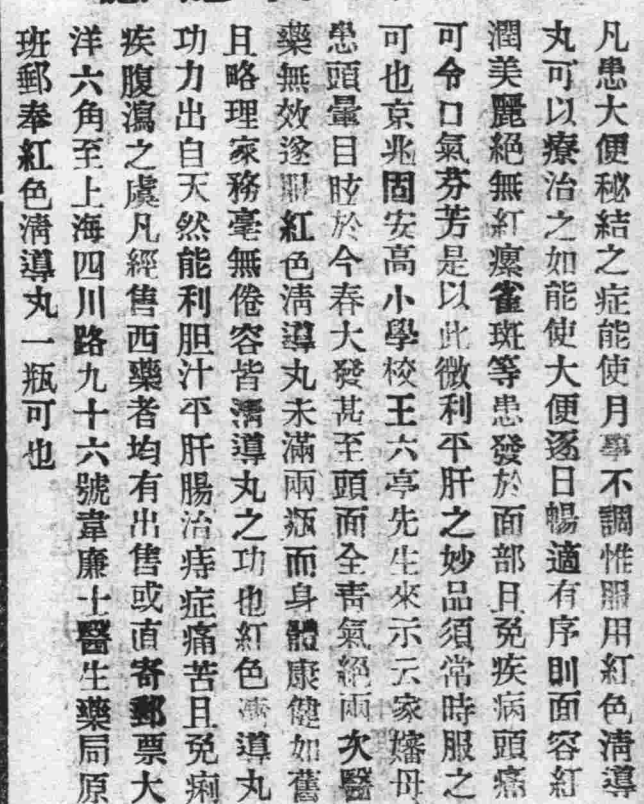 凡患大便秘結之症能使月事不調惟服用紅色清導
丸可以療治之如能使大便逐日暢適有序則面容紅
潤美麗絕無紅瘰雀斑等患發於面部且免疾病頭痛
可令口氣芬芳是以此微利平肝之妙品須常時服之
可也京兆固安高小學校王六亭先生來示云家嬸母
患頭暈目眩於今春大發甚至頭面全靑氣絕兩次醫
藥無效遂服紅色清導丸未滿兩瓶而身體康健如舊
且略理家務毫無倦容皆清導丸之功也紅色清導丸
功力出自天然能利胆汁平肝腸治痔症痛苦且免痢
疾腹瀉之虞凡經售西藥者均有出售或直寄郵票大
洋六角至上海四川路九十六號韋廉士醫生藥局原
班郵奉紅色清導丸一瓶可也